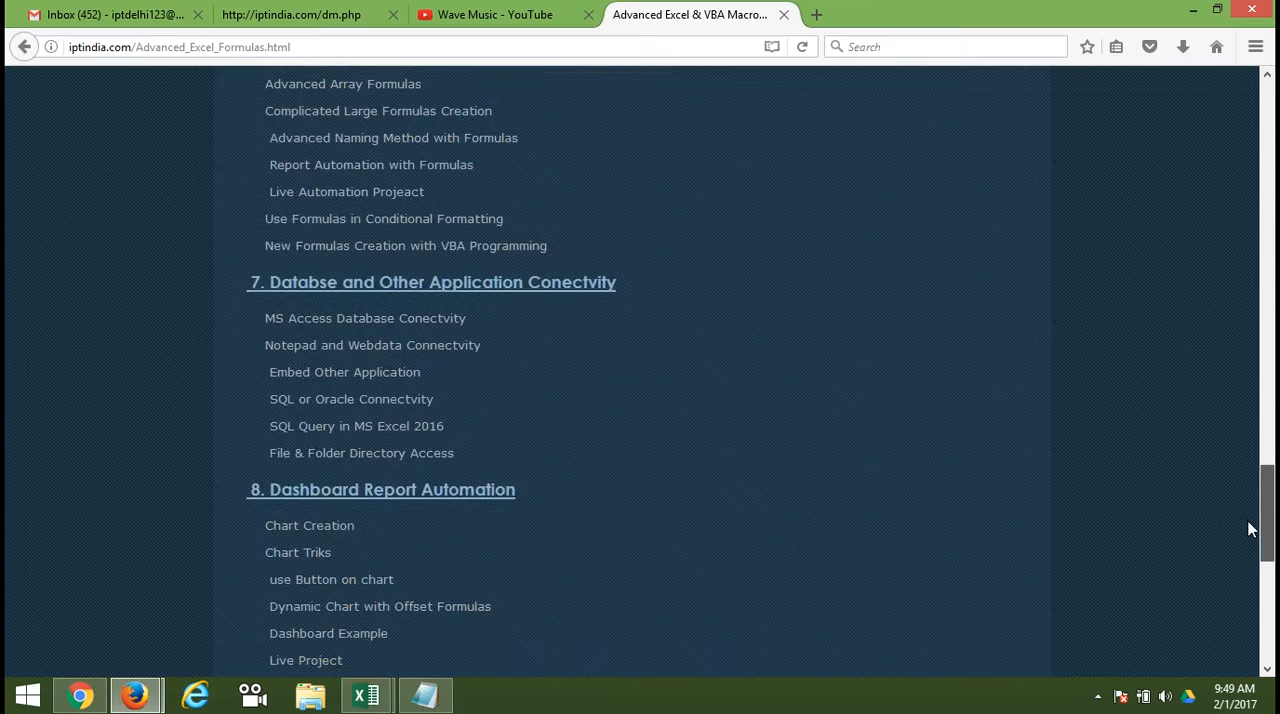 Inbox (452) - iptdelhi123@...
http://iptindia.com/dm.php
Wave Music - YouTube
Advanced Excel & VBA Macro...
iptindia.com/Advanced_Excel_Formulas.html
Search
Advanced Array Formulas
Complicated Large Formulas Creation
Advanced Naming Method with Formulas
Report Automation with Formulas
Live Automation Projeact
Use Formulas in Conditional Formatting
New Formulas Creation with VBA Programming
7. Databse and Other Application Conectvity
MS Access Database Conectvity
Notepad and Webdata Connectvity
Embed Other Application
SQL or Oracle Connectvity
SQL Query in MS Excel 2016
File & Folder Directory Access
8. Dashboard Report Automation
Chart Creation
Chart Triks
use Button on chart
Dynamic Chart with Offset Formulas
Dashboard Example
Live Project
9:49 AM
2/1/2017